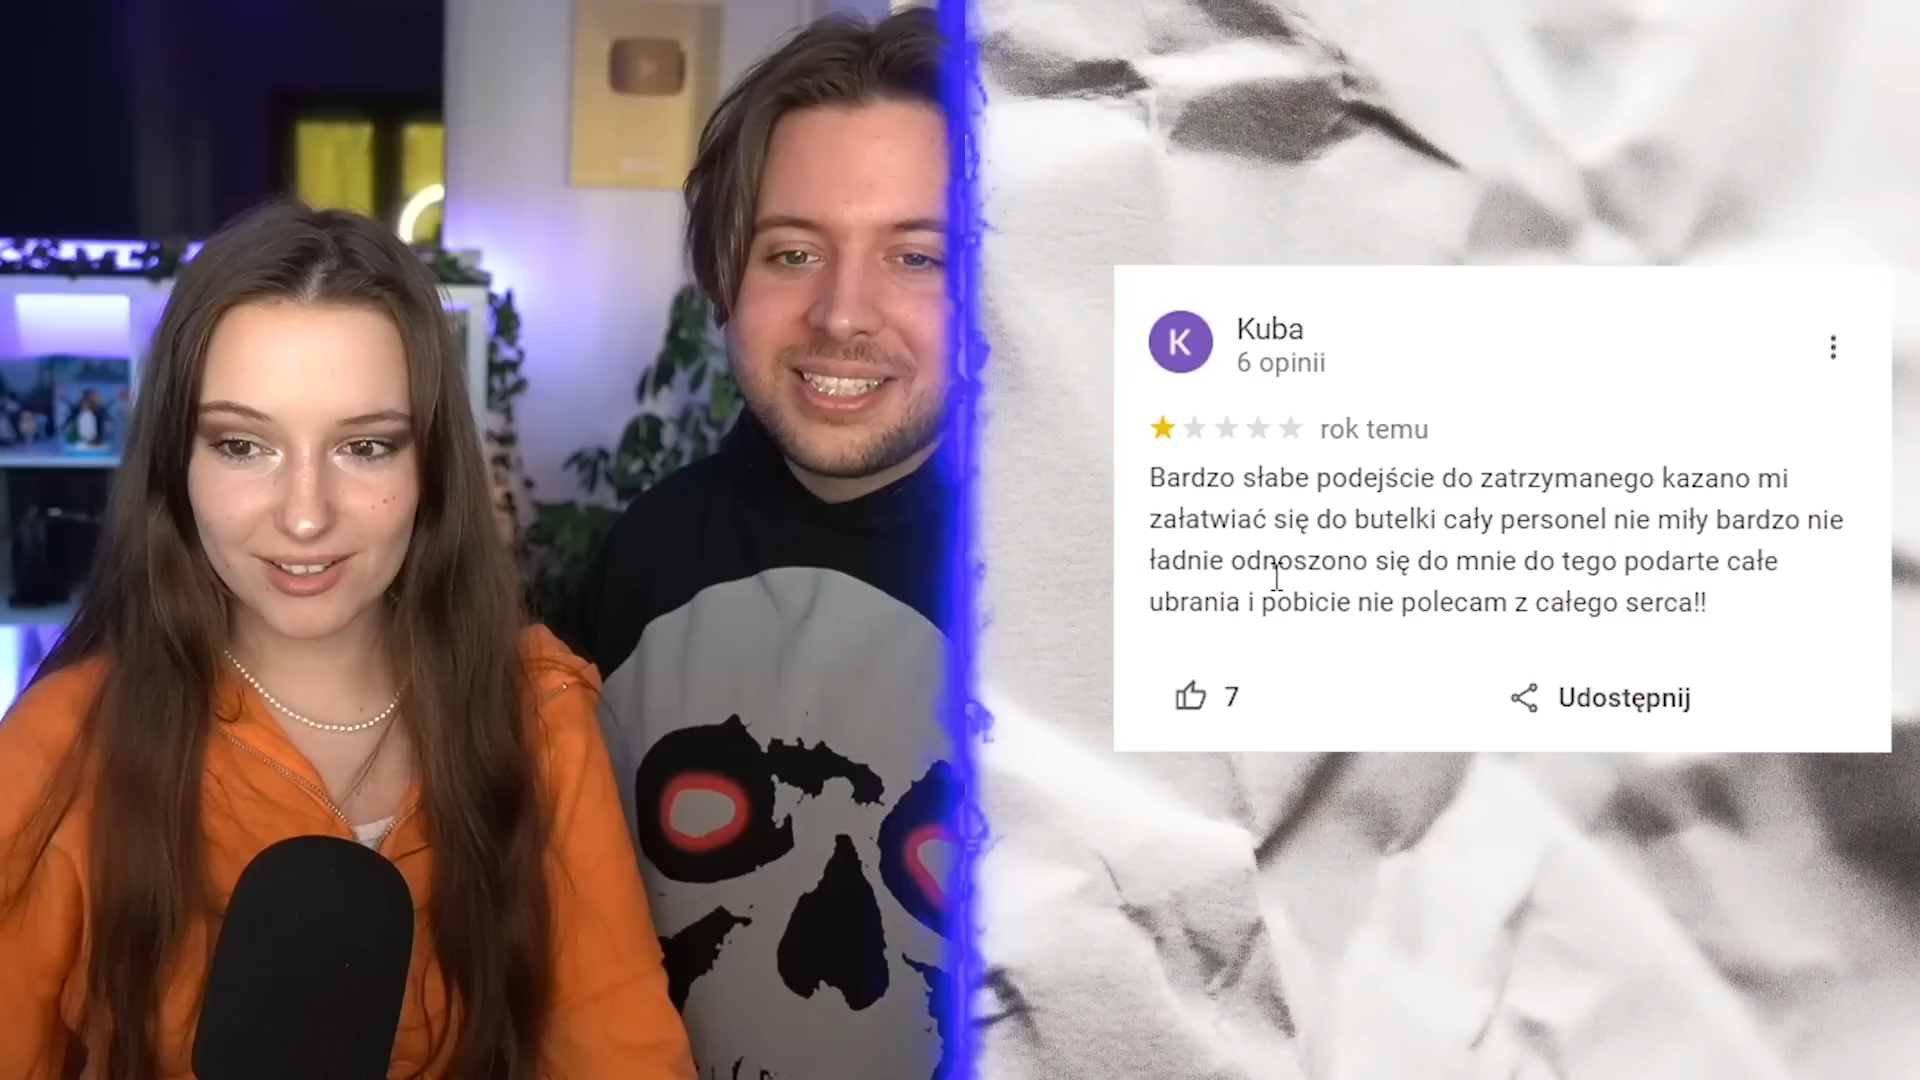 K
Kuba
6 opinii
rok temu
Bardzo słabe podejście do zatrzymanego kazano mi
załatwiać się do butelki cały personel nie miły bardzo nie
ładnie odnoszono się do mnie do tego podarte całe
ubrania i pobicie nie polecam z całego serca!!
7
Udostępnij